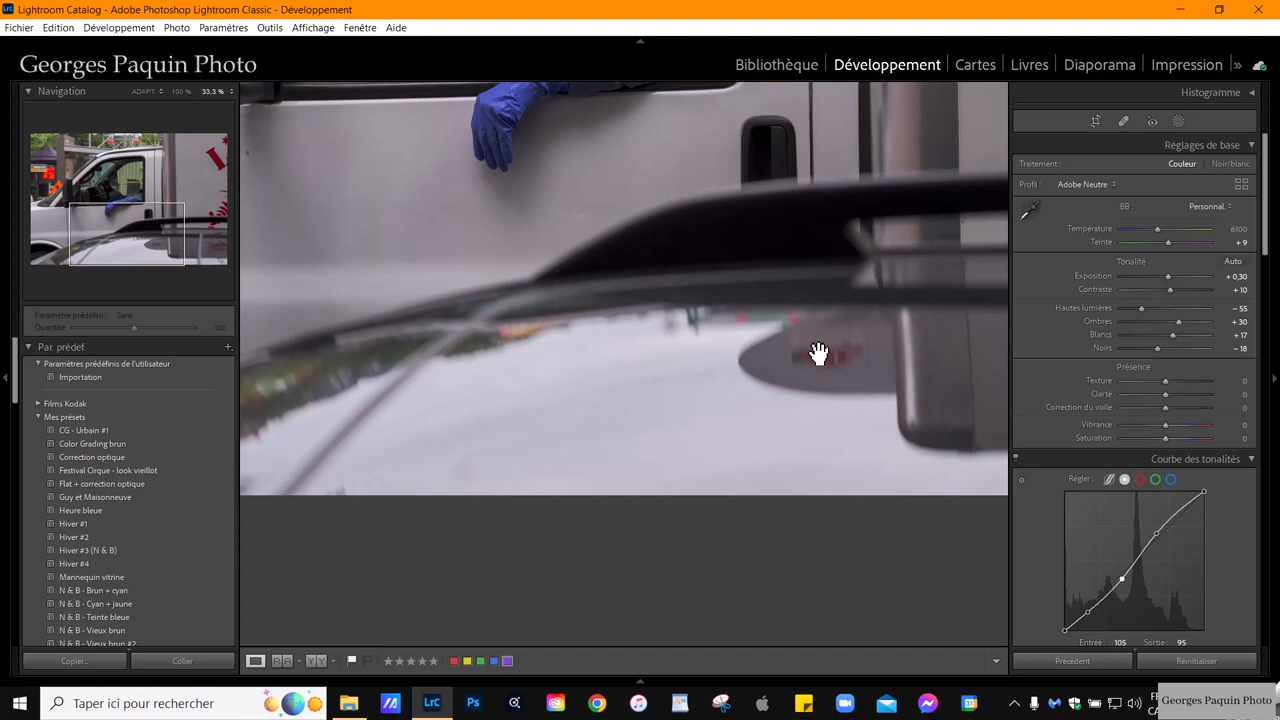 Lightroom Catalog - Adobe Photoshop Lightroom Classic - Développement
Fichier Edition Développement Photo Paramètres Outils Affichage Fenêtre Aide
Georges Paquin Photo
Bibliothèque | Développement | Cartes | Livres | Diaporama | Impression »
Navigation ADAPT. 100 % 33,3 %
Paramètre prédéfini : Sans
Quantité 100
Par. prédéf. +
Paramètres prédéfinis de l'utilisateur
Importation
Films Kodak
Mes présets
CG - Urbain #1
Color Grading brun
Correction optique
Festival Cirque - look vieillot
Flat + correction optique
Guy et Maisonneuve
Heure bleue
Hiver #1
Hiver #2
Hiver #3 (N & B)
Hiver #4
Mannequin vitrine
N & B - Brun + cyan
N & B - Cyan + jaune
N & B - Teinte bleue
N & B - Vieux brun
N & B - Vieux brun #2
Copier... Coller
Histogramme
Réglages de base
Traitement : Couleur Noir/blanc
Profil : Adobe Neutre
BB : Personnal.
Température 6100
Teinte + 9
Tonalité Auto
Exposition + 0,30
Contraste + 10
Hautes lumières − 55
Ombres + 30
Blancs + 17
Noirs − 18
Présence
Texture 0
Clarté 0
Correction du voile 0
Vibrance 0
Saturation 0
Courbe des tonalités
Régler :
Entrée : 105 Sortie : 95
Précédent Réinitialiser
Taper ici pour rechercher
Georges Paquin Photo